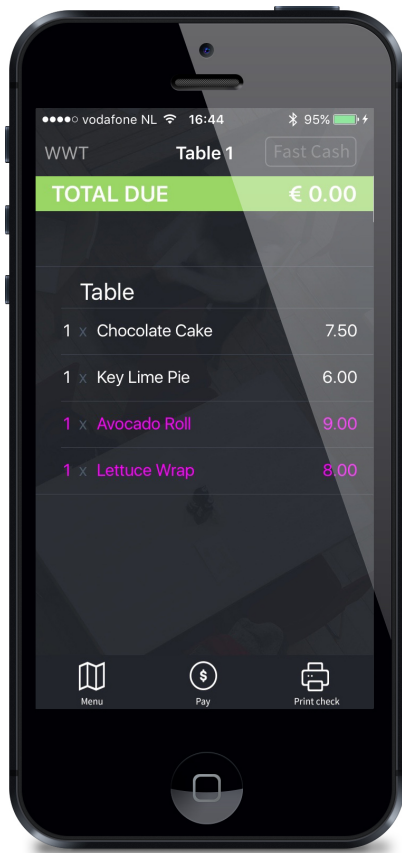 vodafone NL 16:44 95%
WWT Table 1 Fast Cash
TOTAL DUE € 0.00
Table
1 x Chocolate Cake 7.50
1 x Key Lime Pie 6.00
1 x Avocado Roll 9.00
1 x Lettuce Wrap 8.00
Menu Pay Print check